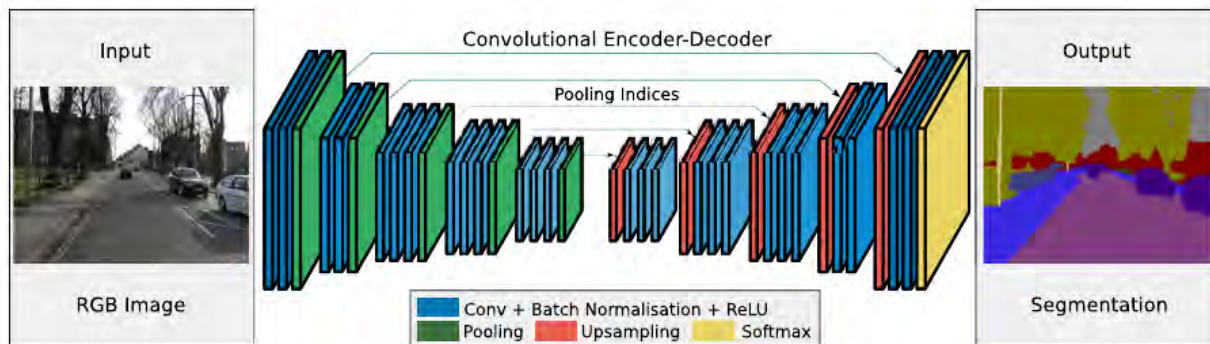 Input
RGB Image
Convolutional Encoder-Decoder
Pooling Indices
Conv + Batch Normalisation + ReLU
Pooling Upsampling Softmax
Output
Segmentation